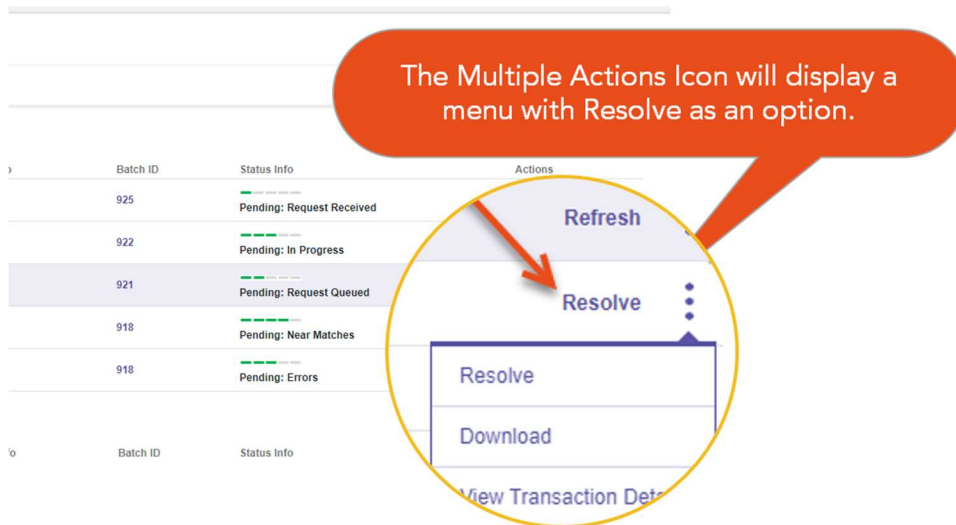 The Multiple Actions Icon will display a
menu with Resolve as an option.
Batch ID Status Info Actions
925
Pending: Request Received
Refresh
922
Pending: In Progress
921
Pending: Request Queued
Resolve
918
Pending: Near Matches
918
Pending: Errors
Resolve
Download
Batch ID Status Info
View Transaction